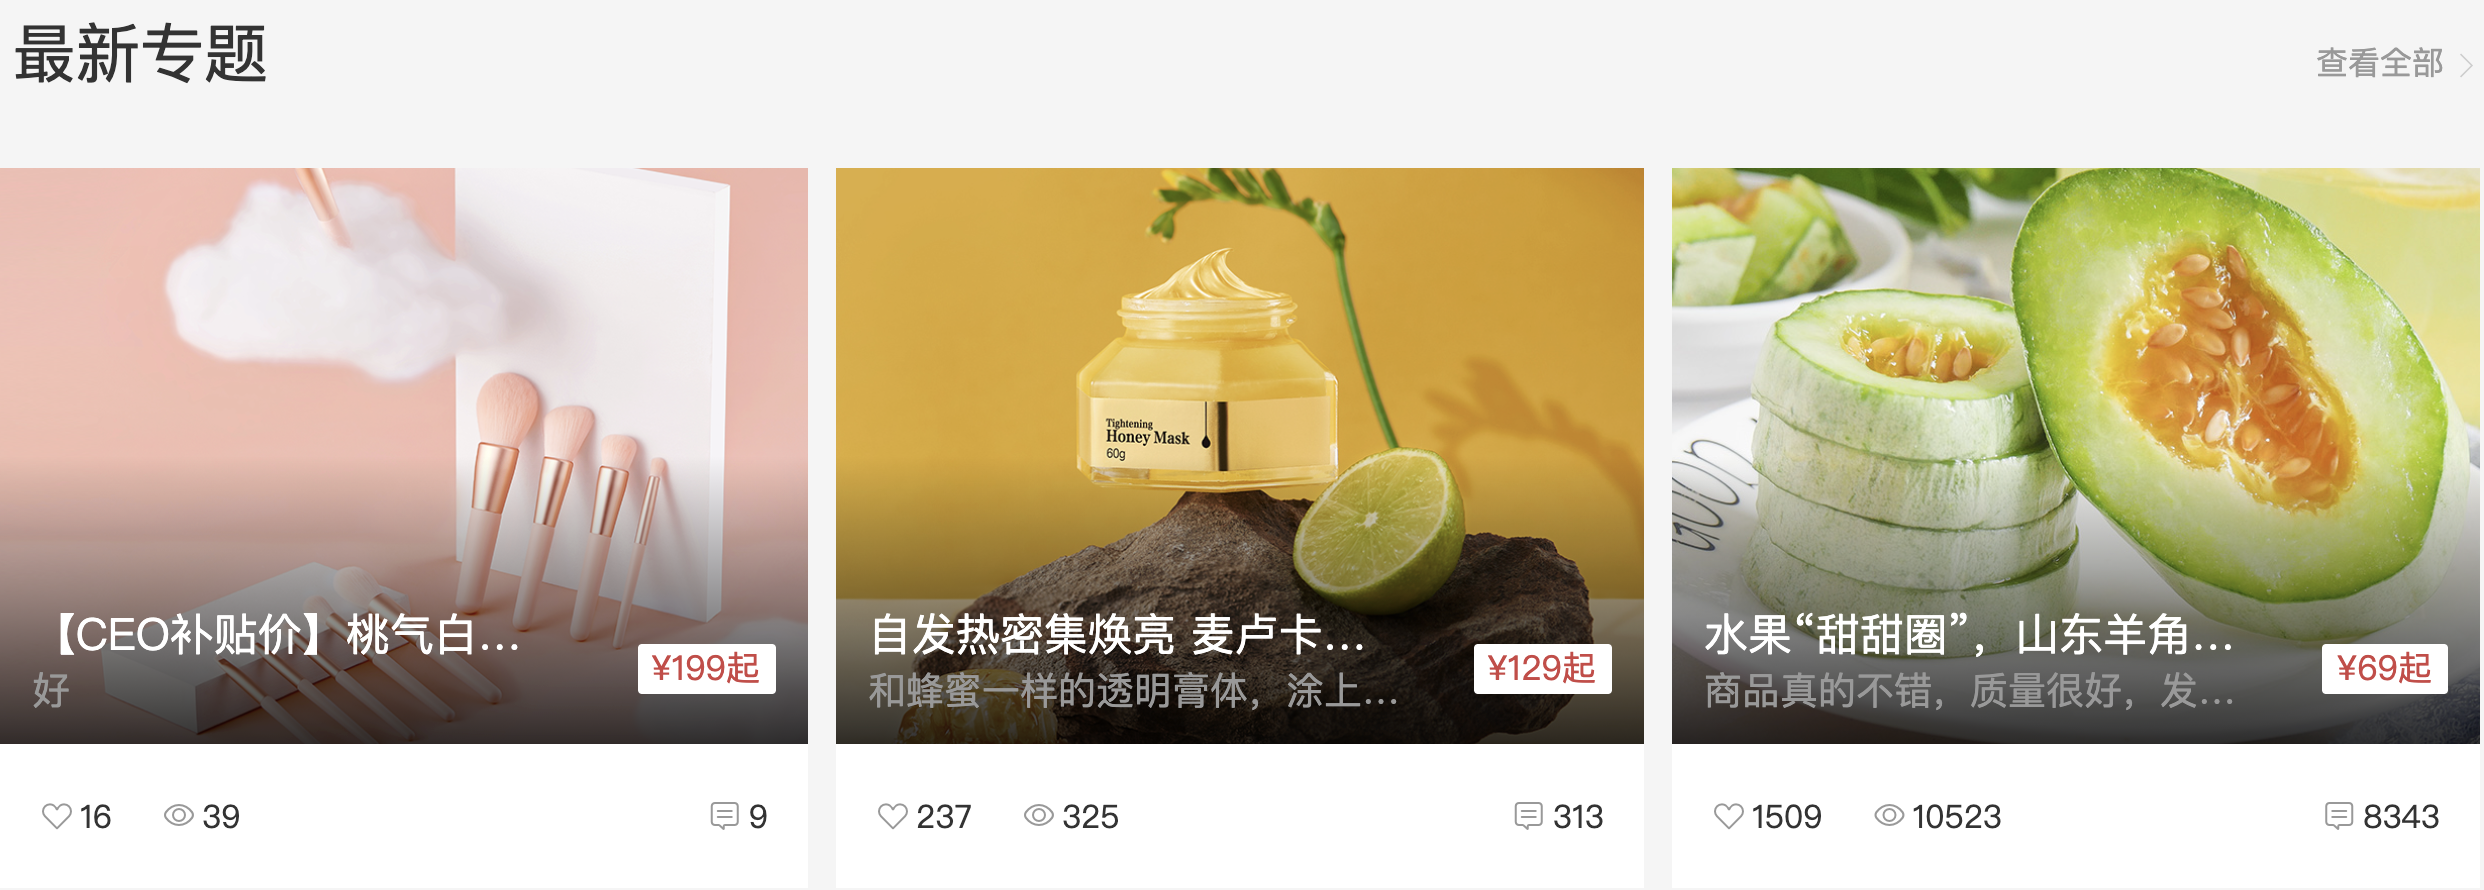 最新专题
查看全部
Tightening
Honey Mask
60g
【CEO补贴价】桃气白...
好
¥199起
自发热密集焕亮 麦卢卡...
和蜂蜜一样的透明膏体，涂上...
¥129起
水果“甜甜圈”，山东羊角...
商品真的不错，质量很好，发...
¥69起
16
39
9
237
325
313
1509
10523
8343